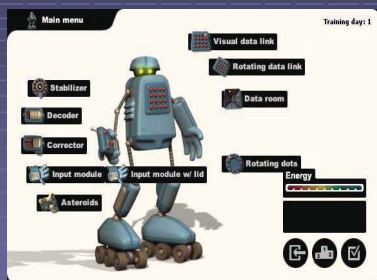 Main menu
Training day: 1
Visual data link
Rotating data link
Stabilizer
Data room
Decoder
Corrector
Input module
Input module w/ lid
Rotating dots
Energy
Asteroids